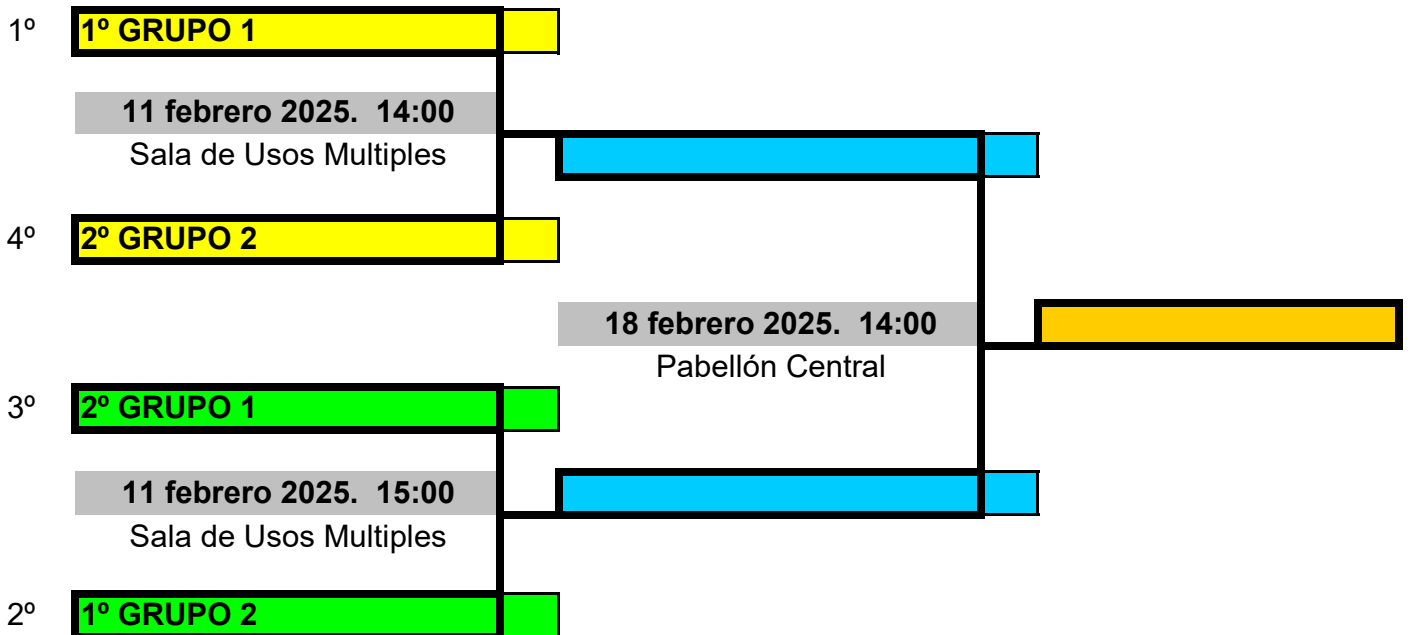 1º 1º GRUPO 1
11 febrero 2025. 14:00
Sala de Usos Multiples
4º 2º GRUPO 2
18 febrero 2025. 14:00
Pabellón Central
3º 2º GRUPO 1
11 febrero 2025. 15:00
Sala de Usos Multiples
2º 1º GRUPO 2